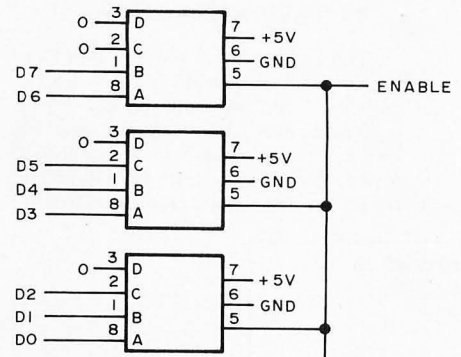 0 3 D 7 +5V
0 2 C 6 GND
D7 1 B 5 ENABLE
D6 8 A
0 3 D 7 +5V
D5 2 C 6 GND
D4 1 B 5
D3 8 A
0 3 D 7 +5V
D2 2 C 6 GND
D1 1 B 5
D0 8 A